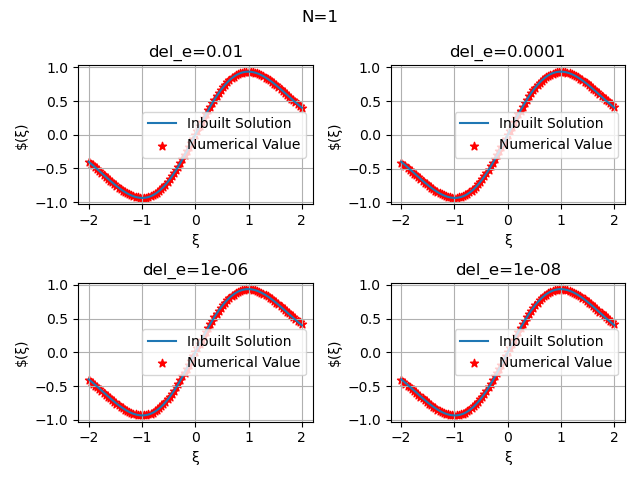 N=1
del_e=0.01
1.0
0.5
0.0
−0.5
−1.0
$(ξ)
Inbuilt Solution
Numerical Value
−2 −1 0 1 2
ξ
del_e=0.0001
1.0
0.5
0.0
−0.5
−1.0
$(ξ)
Inbuilt Solution
Numerical Value
−2 −1 0 1 2
ξ
del_e=1e-06
1.0
0.5
0.0
−0.5
−1.0
$(ξ)
Inbuilt Solution
Numerical Value
−2 −1 0 1 2
ξ
del_e=1e-08
1.0
0.5
0.0
−0.5
−1.0
$(ξ)
Inbuilt Solution
Numerical Value
−2 −1 0 1 2
ξ